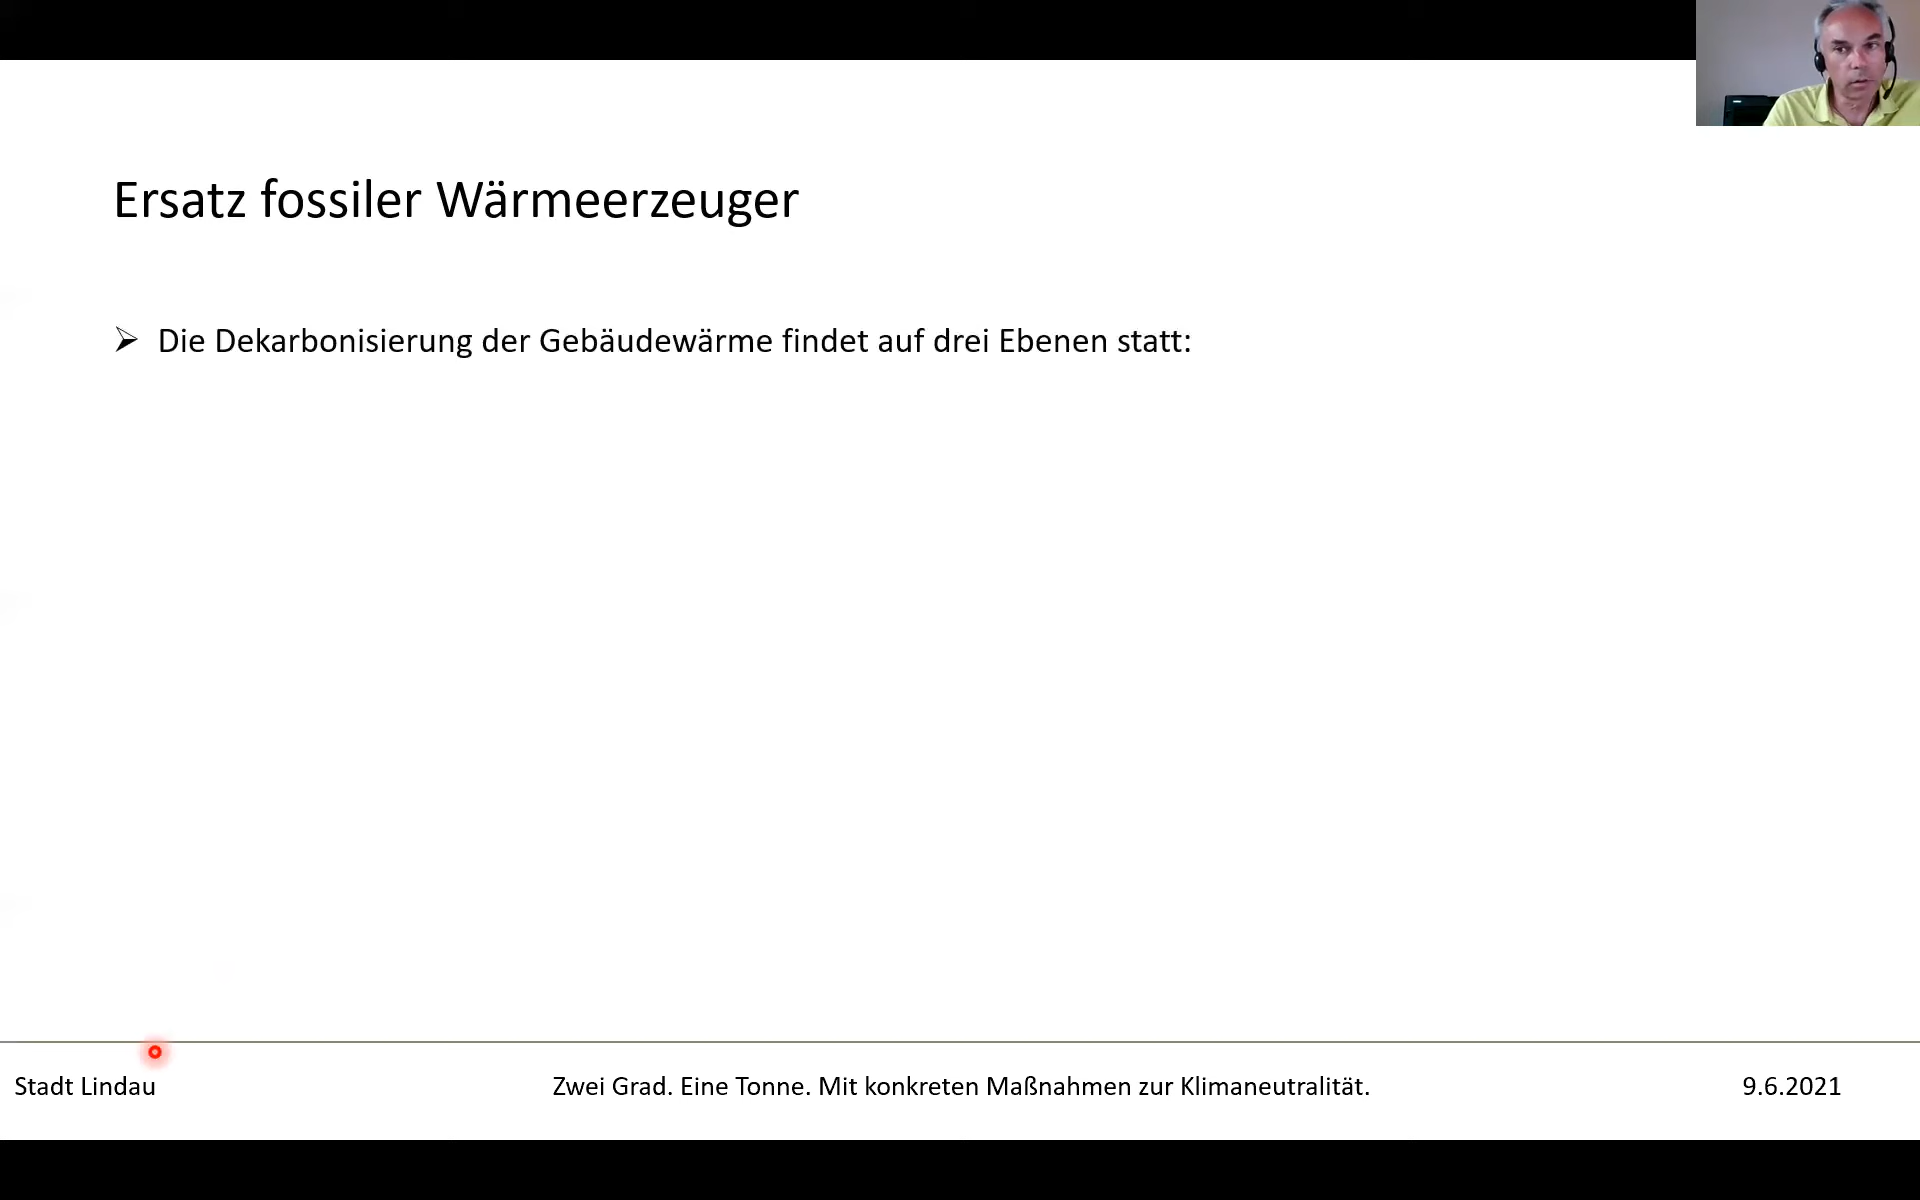 Ersatz fossiler Wärmeerzeuger
Die Dekarbonisierung der Gebäudewärme findet auf drei Ebenen statt:
Stadt Lindau
Zwei Grad. Eine Tonne. Mit konkreten Maßnahmen zur Klimaneutralität.
9.6.2021